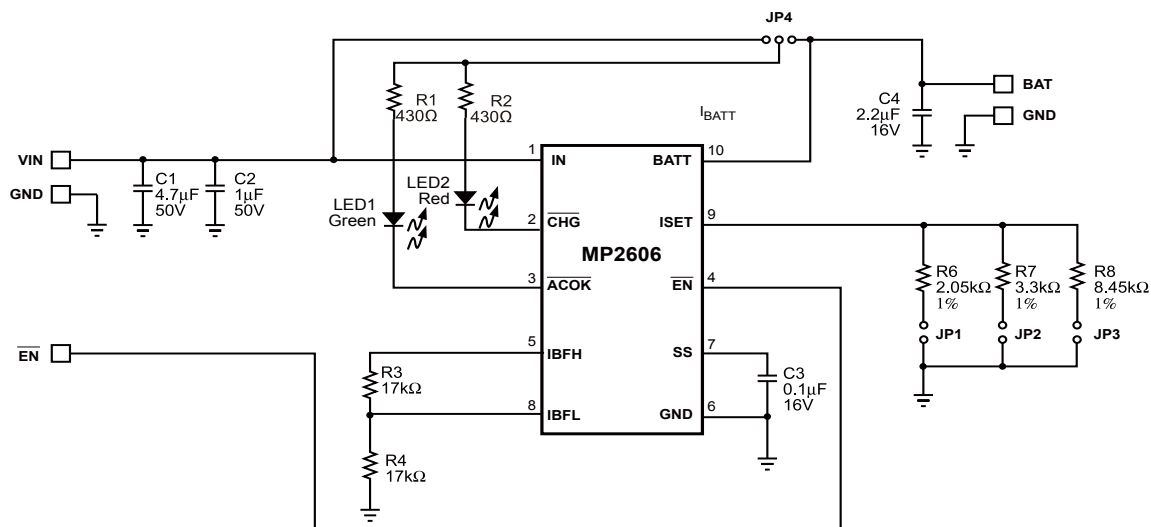 JP4
R1
430Ω
R2
430Ω
I_BATT
C4
2.2µF
16V
BAT
GND
VIN
GND
C1
4.7µF
50V
C2
1µF
50V
LED1
Green
LED2
Red
1
IN
BATT
10
2
CHG
ISET
9
MP2606
3
ACOK
EN
4
R6
2.05kΩ
1%
R7
3.3kΩ
1%
R8
8.45kΩ
1%
JP1
JP2
JP3
EN
5
IBFH
SS
7
R3
17kΩ
C3
0.1µF
16V
8
IBFL
GND
6
R4
17kΩ